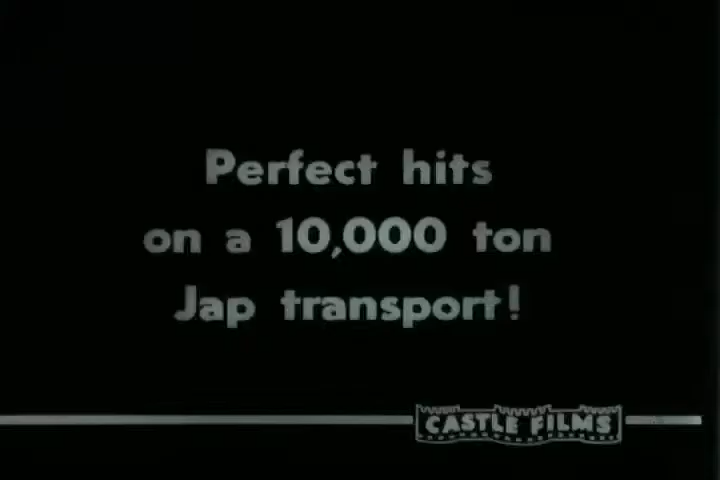 Perfect hits
on a 10,000 ton
Jap transport!
CASTLE FILMS